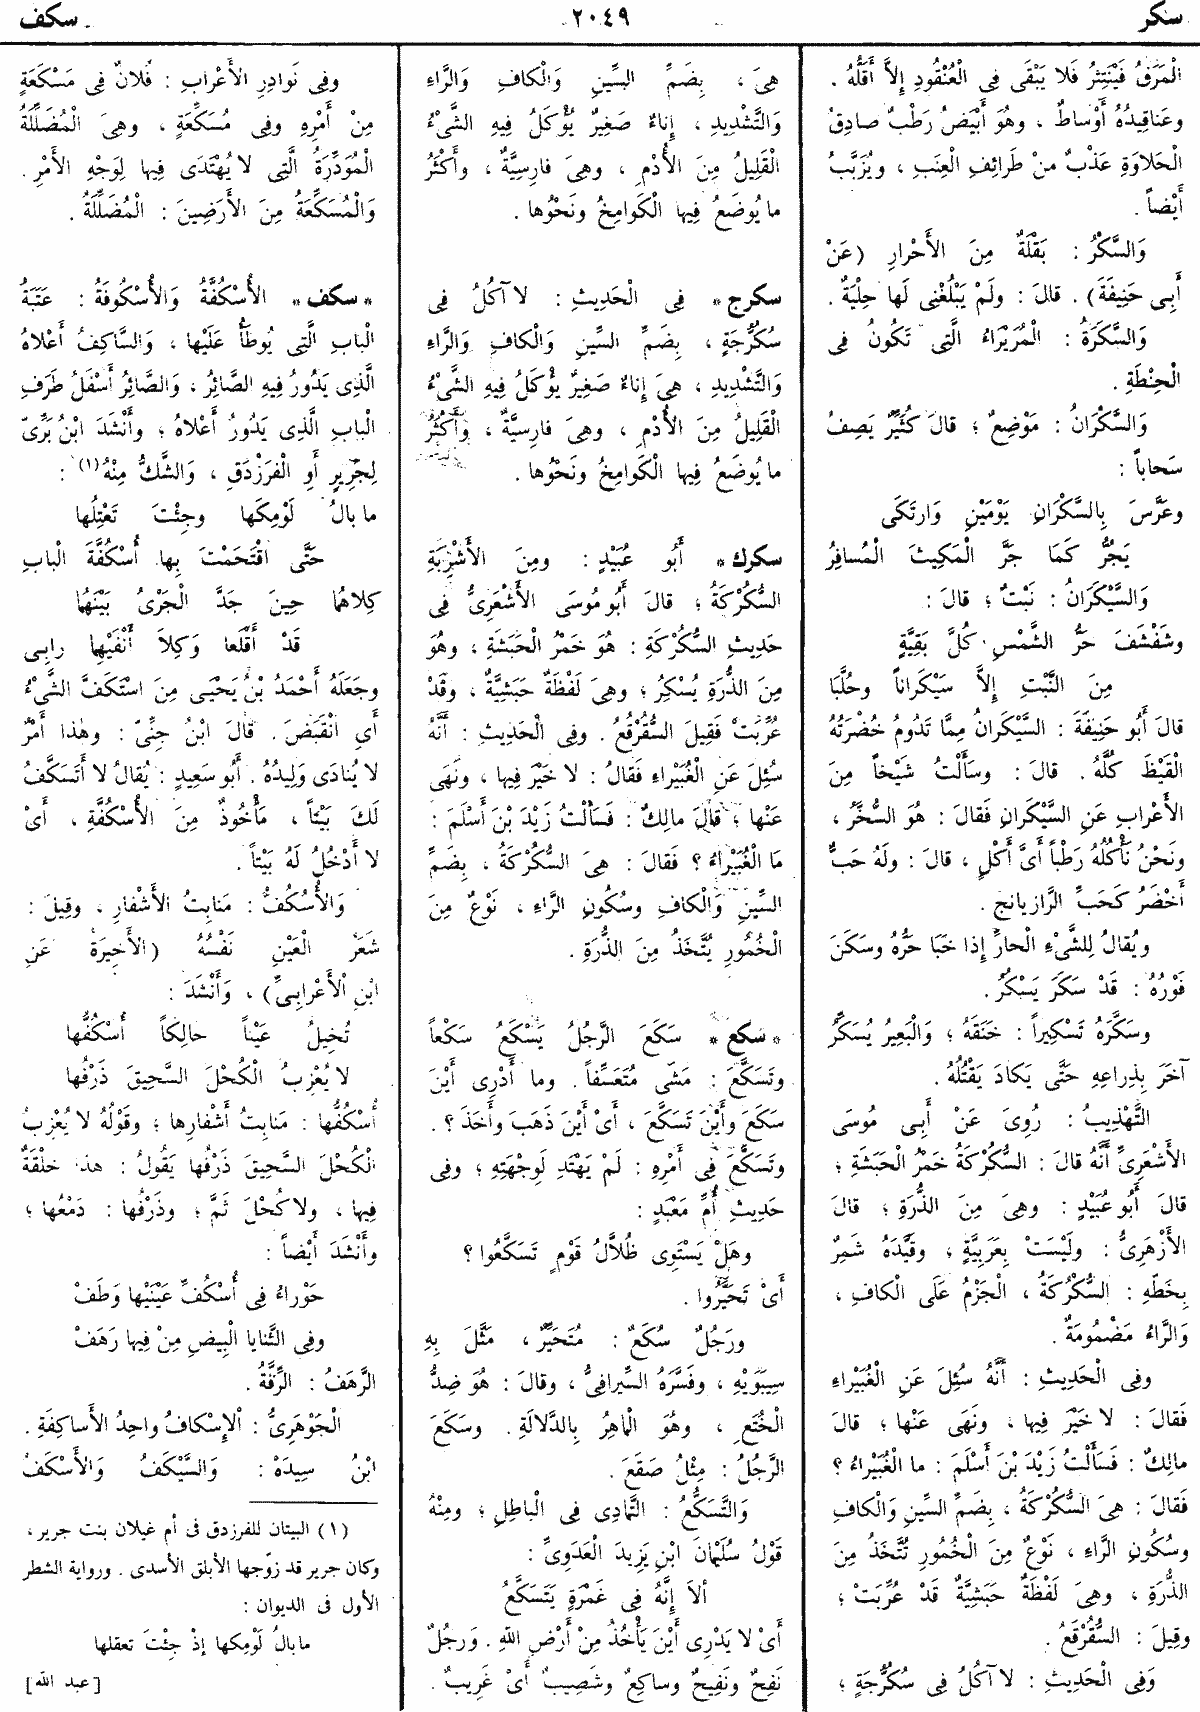 سكر
٢٠٤٩
سكف
الْمَرَقُ فَيَنْتَثِرُ فَلَا يَبْقَى فِى الْعُنْقُودِ إِلاَّ أَقَلُّهُ .
وعَناقِيدُهُ أَوْساطٌ ، وهُوَ أَبْيَضُ رَطْبٌ صادِقُ
الْحَلاوَةِ عَذْبٌ منْ طَرائِفِ الْعِنَبِ ، ويُزَبَّبُ
أَيْضاً .
وَالسَّكْرُ : بَقْلَةٌ مِنَ الأَحْرارِ (عَنْ
أَبِى حَنِيفَةَ) . قالَ : ولَمْ يَبْلُغْنِى لَها حِلْيَةٌ .
وَالسَّكَرَةُ : الْمُرَيْراءُ الَّتِى تَكُونُ فِى
الْحِنْطَةِ .
وَالسَّكْرَانُ : مَوْضِعٌ ؛ قالَ كُثَيِّرٌ يَصِفُ
سَحاباً :
وعَرَّسَ بِالسَّكْرَانِ يَوْمَيْنِ وَارتَكَى
يَجُرُّ كَمَا جَرَّ الْمَكِيثَ الْمُسافِرُ
وَالسَّيْكَرَانُ : نَبْتٌ ؛ قالَ :
وشَفْشَفَ حَرُّ الشَّمْسِ كُلَّ بَقِيَّةٍ
مِنَ النَّبْتِ إِلاَّ سَيْكَراناً وحُلَّبَا
قالَ أَبُو حَنِيفَةَ : السَّيْكَرانُ مِمَّا تَدُومُ خُضْرَتُهُ
الْقَيْظَ كُلَّهُ . قالَ : وسَأَلْتُ شَيْخاً مِنَ
الأَعْرابِ عَنِ السَّيْكَرانِ فَقالَ : هُوَ السُّخَّرُ ،
ونَحْنُ نَأْكُلُهُ رَطْباً أَىَّ أَكْلٍ ، قالَ : ولَهُ حَبٌّ
أَخْضَرُ كَحَبِّ الرَّازيانجِ .
ويُقالُ لِلشَّىْءِ الْحارِّ إِذا خَبَا حَرُّهُ وسَكَنَ
فَوْرُهُ : قَدْ سَكَرَ يَسْكُرُ .
وسَكَّرَهُ تَسْكِيراً : خَنَقَهُ ؛ وَالْبَعِيرُ يُسَكِّرُ
آخَرَ بِذِراعِهِ حَتَّى يَكادَ يَقْتُلُهُ .
التَّهْذِيبُ : رُوِىَ عَنْ أَبِى مُوسَى
الأَشْعَرِىِّ أَنَّهُ قالَ : السُّكُرْكَةُ خَمْرُ الْحَبَشَةِ ؛
قالَ أَبُو عُبَيْدٍ : وهِىَ مِنَ الذُّرَةِ ؛ قالَ
الأَزْهَرِىُّ : ولَيْسَتْ بِعَرَبِيَّةٍ ؛ وقَيَّدَهُ شَمِرٌ
بِخَطِّهِ : السُّكْرُكَةُ ، الْجَزْمُ عَلَى الْكافِ ،
وَالرَّاءُ مَضْمُومَةٌ .
وفِى الْحَدِيثِ : أَنَّهُ سُئِلَ عَنِ الْغُبَيْراءِ
فَقالَ : لا خَيْرَ فِيها ، ونَهَى عَنْها ؛ قالَ
مالِكٌ : فَسَأَلْتُ زَيْدَ بْنَ أَسْلَمَ : ما الْغُبَيْراءُ ؟
فَقالَ : هِىَ السُّكُرْكَةُ ، بِضَمِّ السِّينِ وَالْكافِ
وسُكُونِ الرَّاءِ ، نَوْعٌ مِنَ الْخُمُورِ تُتَّخَذُ مِنَ
الذُّرَةِ ، وهِىَ لَفْظَةٌ حَبَشِيَّةٌ قَدْ عُرِّبَتْ ؛
وقِيلَ : السُّقُرْقَعُ .
وَفِى الْحَدِيثِ : لا آكُلُ فِى سُكُرُّجَةٍ ؛
هِىَ ، بِضَمِّ السِّينِ وَالْكافِ وَالرَّاءِ
وَالتَّشْدِيدِ ، إِناءٌ صَغِيرٌ يُؤْكَلُ فِيهِ الشَّىْءُ
الْقَلِيلُ مِنَ الأُدْمِ ، وهِىَ فارِسِيَّةٌ ، وأَكْثَرُ
ما يُوضَعُ فِيها الْكَوامِخُ ونَحْوُها .
سكرج * فِى الْحَدِيثِ : لا آكُلُ فِى
سُكُرُّجَةٍ ، بِضَمِّ السِّينِ وَالْكافِ وَالرَّاءِ
وَالتَّشْدِيدِ ، هِىَ إِناءٌ صَغِيرٌ يُؤْكَلُ فِيهِ الشَّىْءُ
الْقَلِيلُ مِنَ الأُدْمِ ، وهِىَ فارِسِيَّةٌ ، وأَكْثَرُ
ما يُوضَعُ فِيها الْكَوامِخُ ونَحْوُها .
سكرك * أَبُو عُبَيْدٍ : ومِنَ الأَشْرِبَةِ
السُّكُرْكَةُ ؛ قالَ أَبُو مُوسَى الأَشْعَرِىُّ فِى
حَدِيثِ السُّكُرْكَةِ : هُوَ خَمْرُ الْحَبَشَةِ ، وهُوَ
مِنَ الذُّرَةِ يُسْكِرُ ؛ وهِىَ لَفْظَةٌ حَبَشِيَّةٌ ، وقَدْ
عُرِّبَتْ فَقِيلَ السُّقُرْقُعُ . وفِى الْحَدِيثِ : أَنَّهُ
سُئِلَ عَنِ الْغُبَيْراءِ فَقالَ : لا خَيْرَ فِيها ، ونَهَى
عَنْها ؛ قالَ مالِكٌ : فَسَأَلْتُ زَيْدَ بْنَ أَسْلَمَ :
مَا الْغُبَيْراءُ ؟ فَقالَ : هِىَ السُّكُرْكَةُ ، بِضَمِّ
السِّينِ وَالْكافِ وسُكُونِ الرَّاءِ ، نَوْعٌ مِنَ
الْخُمُورِ يُتَّخَذُ مِنَ الذُّرَةِ .
* سكع * سَكَعَ الرَّجُلُ يَسْكَعُ سَكْعاً
وتَسَكَّعَ : مَشَى مُتَعَسِّفاً . وما أَدْرِى أَيْنَ
سَكَعَ وأَيْنَ تَسَكَّعَ ، أَىْ أَيْنَ ذَهَبَ وأَخَذَ ؟ .
وتَسَكَّعَ فِى أَمْرِهِ : لَمْ يَهْتَدِ لِوِجْهَتِهِ ؛ وفِى
حَدِيثِ أُمِّ مَعْبَدٍ :
وهَلْ يَسْتَوِى ضُلاَّلُ قَوْمٍ تَسَكَّعُوا ؟
أَىْ تَحَيَّرُوا .
ورَجُلٌ سُكَعٌ : مُتَحَيِّرٌ ، مَثَّلَ بِهِ
سِيبَوَيْهِ ، وفَسَّرَهُ السِّيرافِىُّ ، وقالَ : هُوَ ضِدُّ
الْخُتَعِ ، وهُوَ الْماهِرُ بِالدَّلالَةِ . وسَكَعَ
الرَّجُلُ : مِثْلُ صَقَعَ .
وَالتَّسَكُّعُ : التَّمادِى فِى الْباطِلِ ؛ ومِنْهُ
قَوْلُ سُلَيْمانَ ابْنِ يَزِيدَ الْعَدَوِىِّ :
أَلاَ إِنَّهُ فِى غَمْرَةٍ يَتَسَكَّعُ
أَىْ لا يَدْرِى أَيْنَ يَأْخُذُ مِنْ أَرْضِ اللهِ . وَرَجُلٌ
نَفِحٌ ونَفِيحٌ وساكِعٌ وشَصِيبٌ أَىْ غَرِيبٌ .
وفِى نَوادِرِ الأَعْرابِ : فُلانٌ فِى مَسْكَعَةٍ
مِنْ أَمْرِهِ وفِى مُسَكِّعَةٍ ، وهِىَ الْمُضَلِّلَةُ
الْمُوَدِّرَةُ الَّتِى لا يُهْتَدَى فِيها لِوَجْهِ الأَمْرِ .
وَالْمُسَكِّعَةُ مِنَ الأَرَضِينَ : الْمُضَلِّلَةُ .
* سكف * الأُسْكُفَّةُ وَالأُسْكُوفَةُ : عَتَبَةُ
الْبابِ الَّتِى يُوطَأُ عَلَيْها ، وَالسَّاكِفُ أَعْلاهُ
الَّذِى يَدُورُ فِيهِ الصَّائِرُ ، وَالصَّائِرُ أَسْفَلُ طَرَفِ
الْبابِ الَّذِى يَدُورُ أَعْلاهُ ؛ وأَنْشَدَ ابْنُ بَرِّىّ
لِجَرِيرٍ أَوِ الْفَرَزْدَقِ ، وَالشَّكُّ مِنْهُ (١) :
ما بالُ لَوْمِكَها وجِئْتَ تَعْتِلُها
حَتَّى اقْتَحَمْتَ بِها أُسْكُفَّةَ الْبابِ
كِلاهُما حِينَ جَدَّ الْجَرْىُ بَيْنَهُما
قَدْ أَقْلَعا وَكِلاَ أَنْفَيْهِا رابِى
وجَعَلَهُ أَحْمَدُ بْنُ يَحْيَى مِنَ اسْتَكَفَّ الشَّىْءُ
أَىِ انْقَبَضَ . قالَ ابْنُ جِنِّىّ : وهٰذا أَمْرٌ
لا يُنادَى وَلِيدُهُ . أَبُو سَعِيدٍ : يُقالُ لا أَتَسَكَّفُ
لَكَ بَيْتاً ، مَأْخُوذٌ مِنَ الأُسْكُفَّةِ ، أَىْ
لا أَدْخُلُ لَهُ بَيْتاً .
وَالأُسْكُفُّ : مَنابِتُ الأَشْفارِ ، وقِيلَ :
شَعَرُ الْعَيْنِ نَفْسُهُ (الأَخِيرَةُ عَنِ
ابْنِ الأَعْرابِىِّ) ، وَأَنْشَدَ :
تُخِيلُ عَيْناً حالِكاً أُسْكُفُّها
لا يُعْزِبُ الْكُحْلَ السَّحِيقَ ذَرْفُها
أُسْكُفُّها : مَنابِتُ أَشْفارِها ؛ وقَوْلُهُ لا يُعْزِبُ
الْكُحْلَ السَّحِيقَ ذَرْفُها يَقُولُ : هذا خلْقَةٌ
فِيها ، ولا كُحْلَ ثَمَّ ؛ وذَرْفُها : دَمْعُها ؛
وأَنْشَدَ أَيْضاً :
حَوْراءُ فِى أُسْكُفِّ عَيْنَيْها وَطَفْ
وفِى الثَّنايا الْبِيضِ مِنْ فِيها رَهَفْ
الرَّهَفُ : الرِّقَّةُ .
الْجَوْهَرِىُّ : اْلإِسْكافُ واحِدُ الأَساكِفَةِ .
ابْنُ سِيدَهْ : وَالسَّيْكَفُ وَالأَسْكَفُ
(١) البيتان للفرزدق فى أم غيلان بنت جرير ،
وكان جرير قد زوّجها الأبلق الأسدى . ورواية الشطر
الأول فى الديوان :
ما بالُ لَوْمِكها إذْ جِئْتَ تعقلها
[عبد الله]